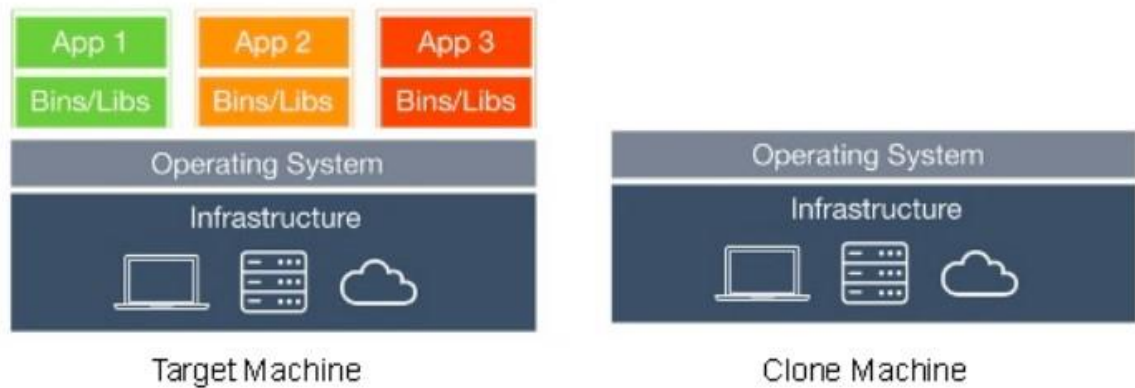 App 1
App 2
App 3
Bins/Libs
Bins/Libs
Bins/Libs
Operating System
Infrastructure
Target Machine
Operating System
Infrastructure
Clone Machine